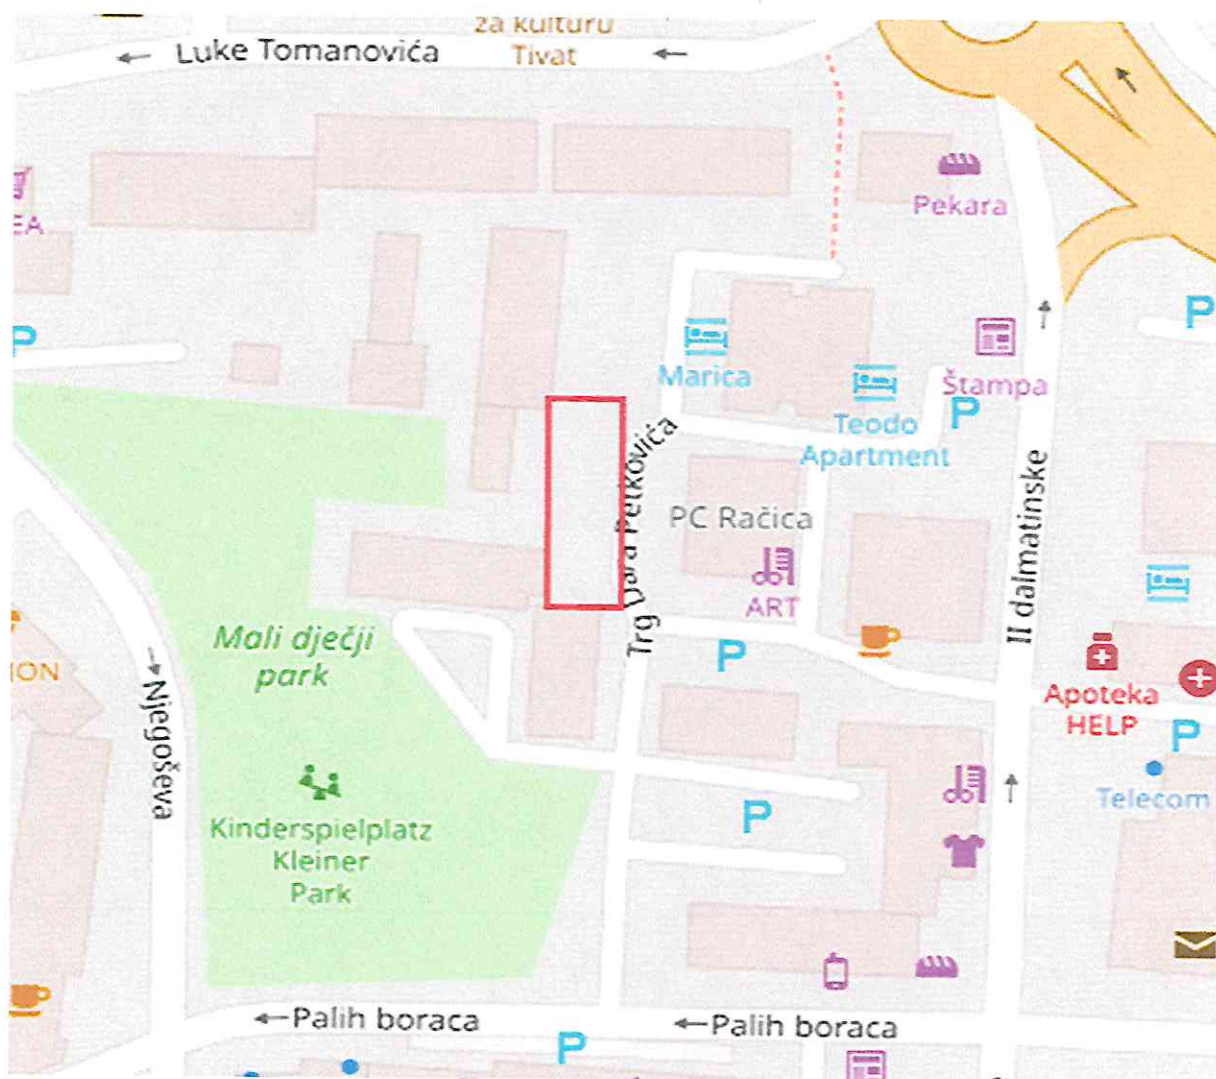 za kulturu
Tivat
Luke Tomanovića
Pekara
EA
P
P
Marica
Štampa
P
Teodo
Apartment
Trg Dara Petkovića
PC Račica
II dalmatinske
ART
P
Mali dječji
park
ION
Njegoševa
Apoteka
HELP
P
Telecom
P
Kinderspielplatz
Kleiner
Park
Palih boraca
Palih boraca
P